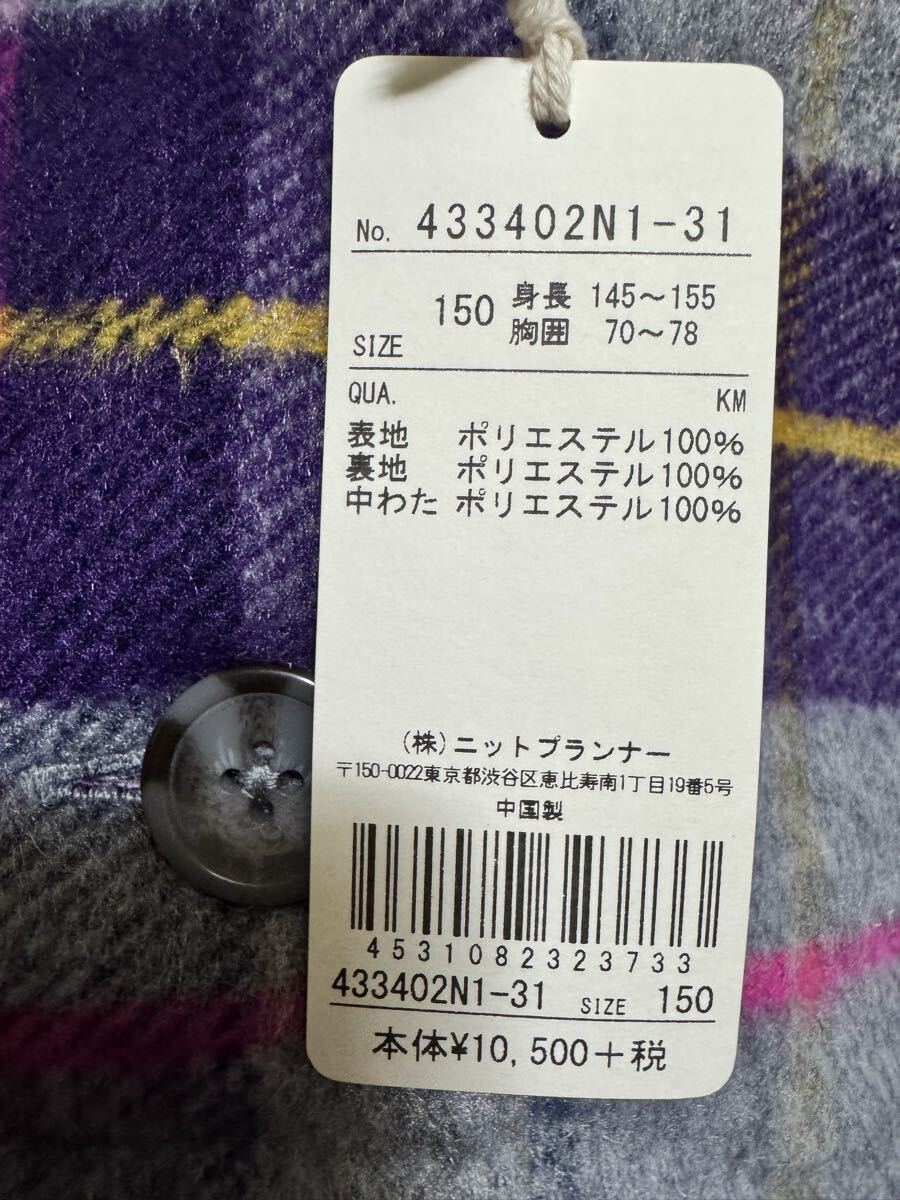 No. 433402N1-31
150 身長 145〜155
SIZE 胸囲 70〜78
QUA. KM
表地 ポリエステル100%
裏地 ポリエステル100%
中わた ポリエステル100%
(株)ニットプランナー
〒150-0022東京都渋谷区恵比寿南1丁目19番5号
中国製
4531082323733
433402N1-31 SIZE 150
本体¥10,500+税